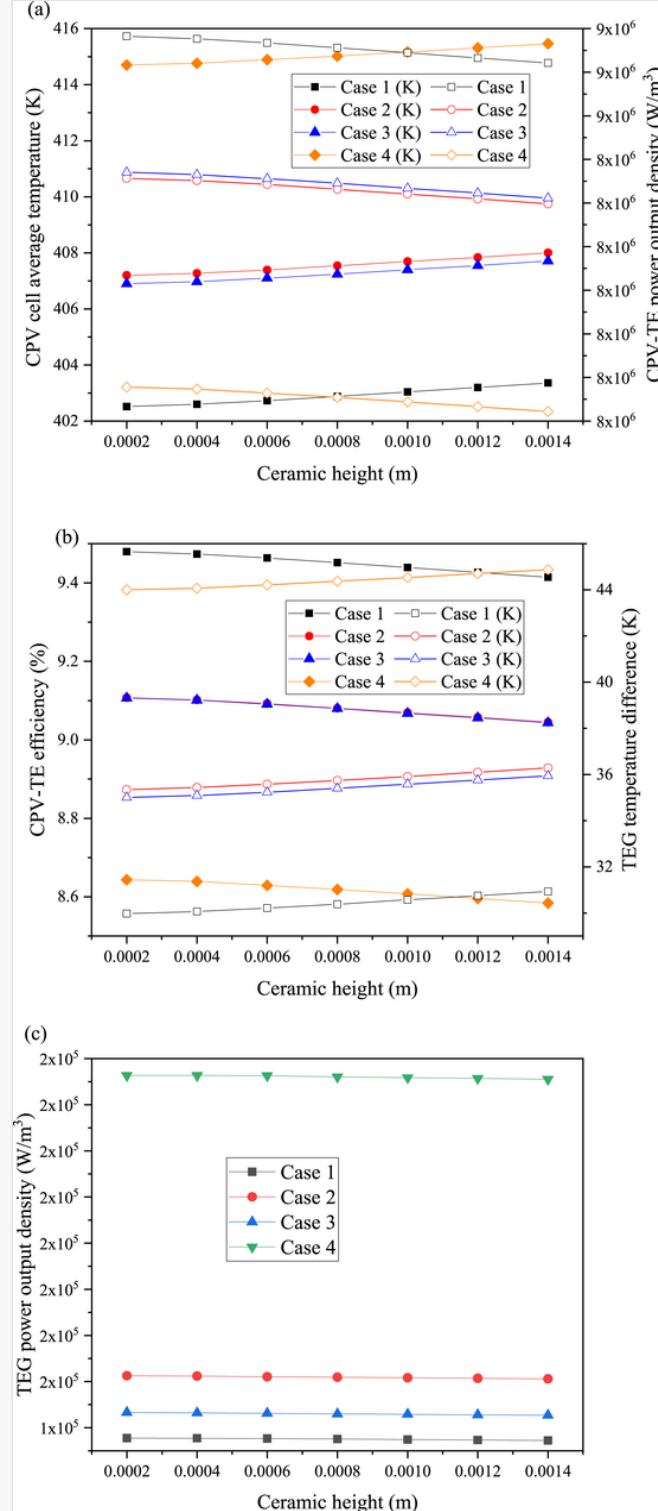 (a)
416
414
412
410
408
406
404
402
CPV cell average temperature (K)
Case 1 (K) Case 1
Case 2 (K) Case 2
Case 3 (K) Case 3
Case 4 (K) Case 4
9x10⁶
9x10⁶
9x10⁶
8x10⁶
8x10⁶
8x10⁶
8x10⁶
8x10⁶
8x10⁶
8x10⁶
CPV-TE power output density (W/m³)
0.0002 0.0004 0.0006 0.0008 0.0010 0.0012 0.0014
Ceramic height (m)
(b)
9.4
9.2
9.0
8.8
8.6
CPV-TE efficiency (%)
Case 1 Case 1 (K)
Case 2 Case 2 (K)
Case 3 Case 3 (K)
Case 4 Case 4 (K)
44
40
36
32
TEG temperature difference (K)
0.0002 0.0004 0.0006 0.0008 0.0010 0.0012 0.0014
Ceramic height (m)
(c)
2x10⁵
2x10⁵
2x10⁵
2x10⁵
2x10⁵
2x10⁵
2x10⁵
2x10⁵
1x10⁵
TEG power output density (W/m³)
Case 1
Case 2
Case 3
Case 4
0.0002 0.0004 0.0006 0.0008 0.0010 0.0012 0.0014
Ceramic height (m)